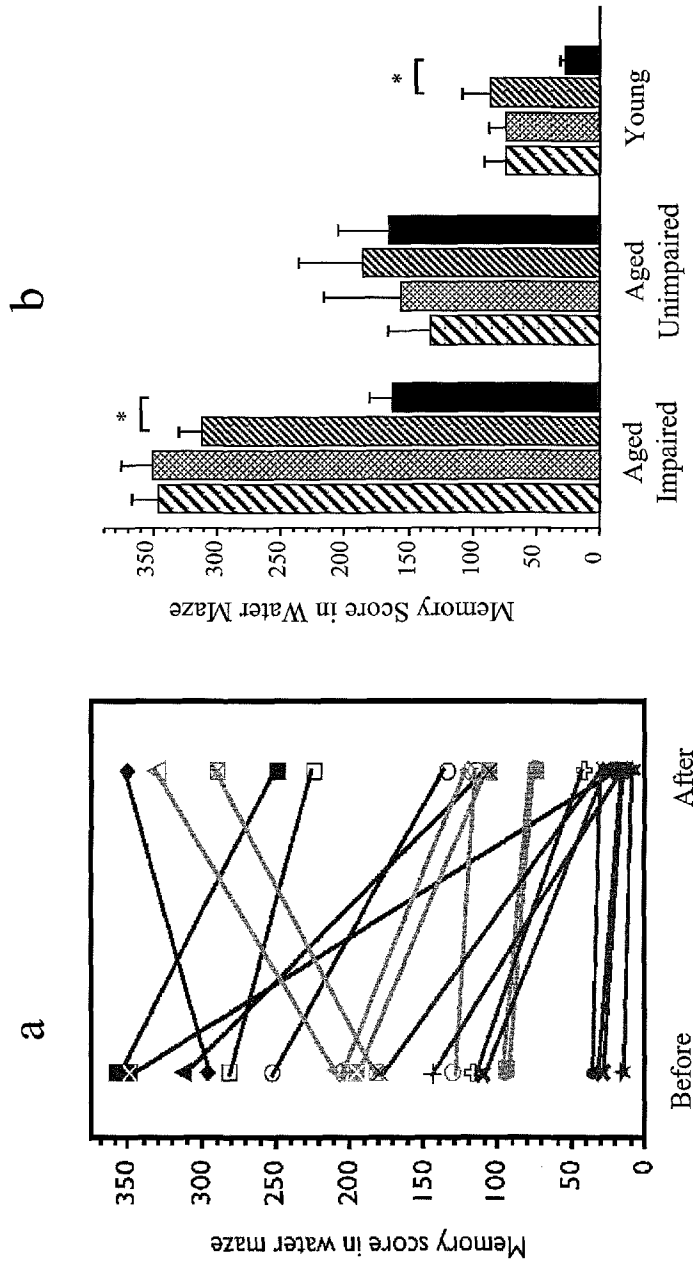 a
Memory score in water maze
350
300
250
200
150
100
50
0
Before
After
b
Memory Score in Water Maze
350
300
250
200
150
100
50
0
*
*
Aged
Impaired
Aged
Unimpaired
Young